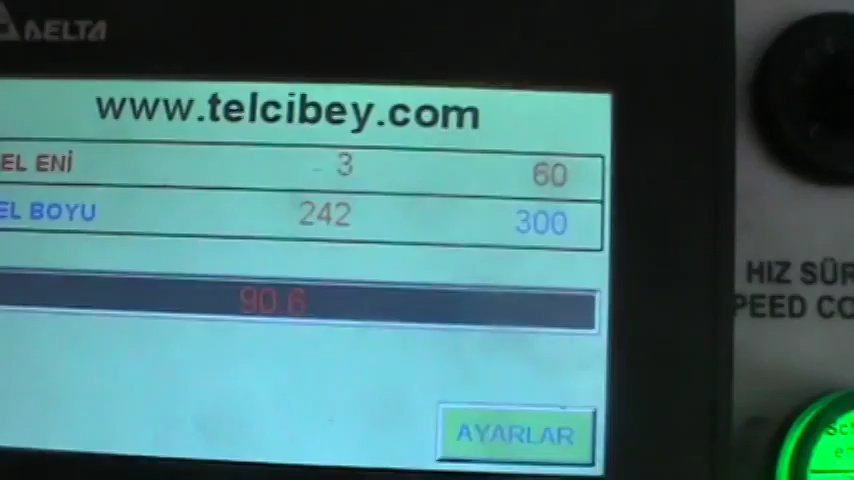 DELTA
www.telcibey.com
EL ENİ 3 60
EL BOYU 242 300
90.6
AYARLAR
HIZ SÜR
PEED CO